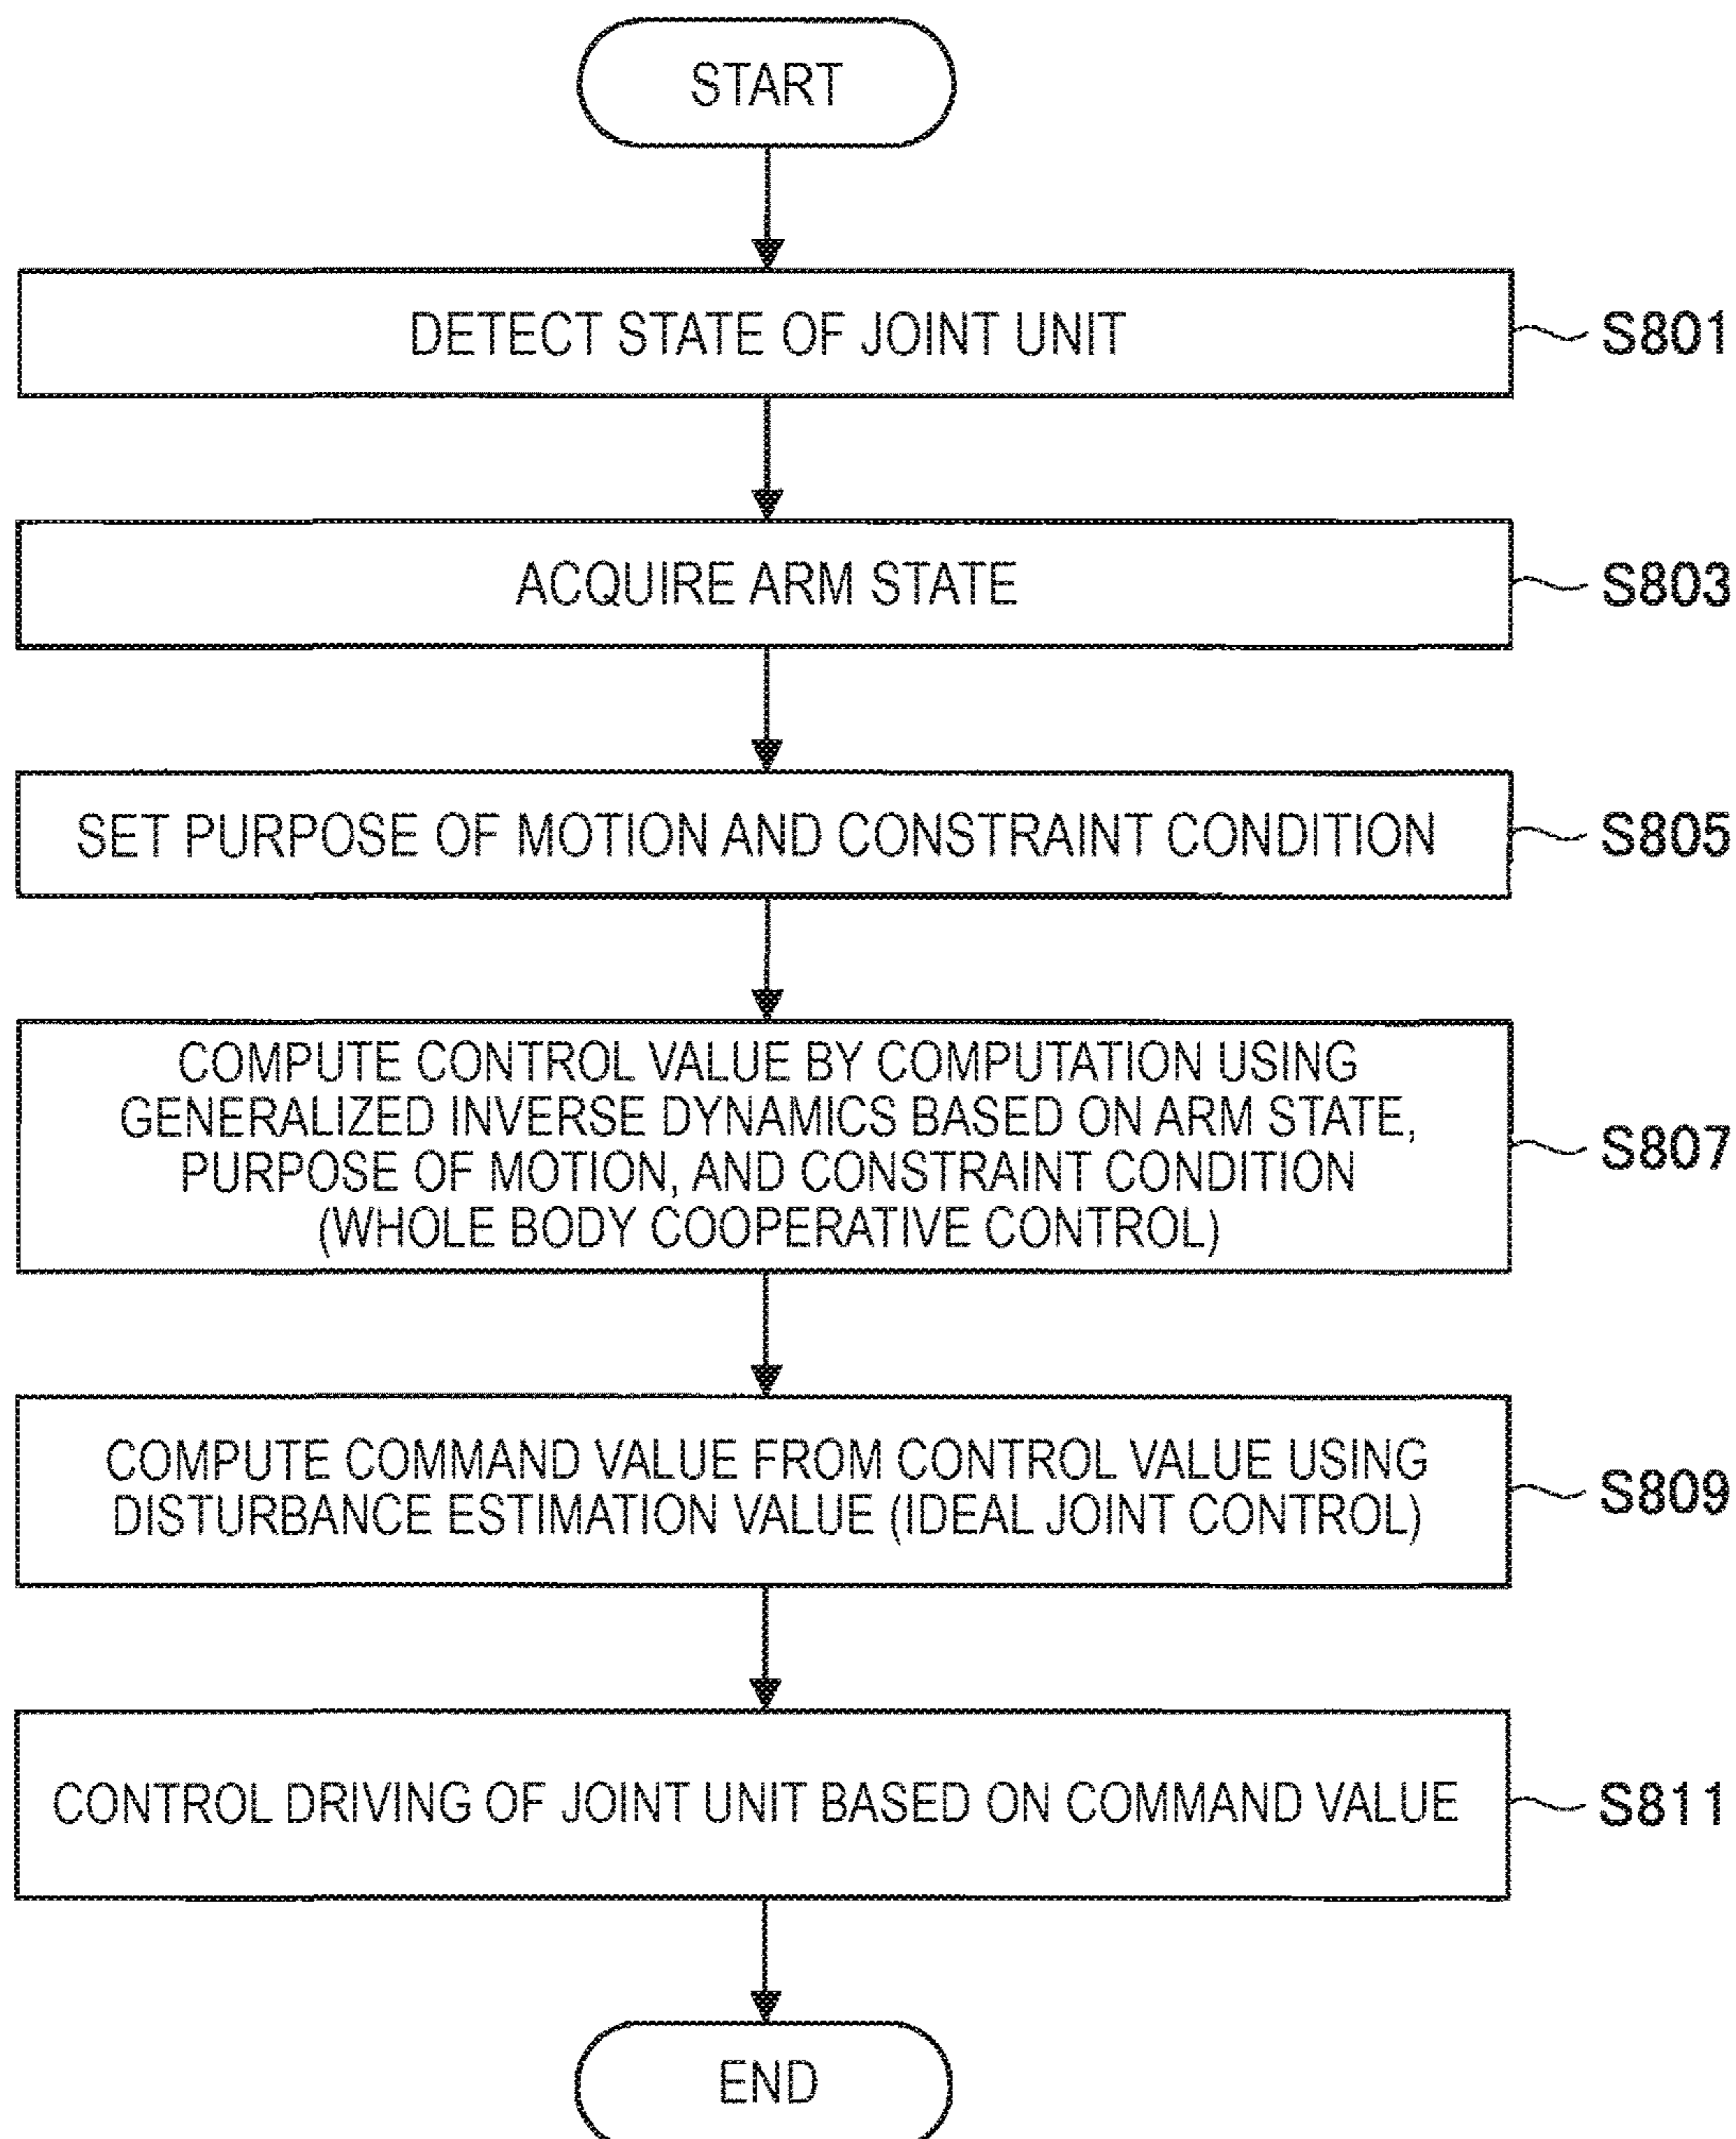 START
DETECT STATE OF JOINT UNIT
S801
ACQUIRE ARM STATE
S803
SET PURPOSE OF MOTION AND CONSTRAINT CONDITION
S805
COMPUTE CONTROL VALUE BY COMPUTATION USING
GENERALIZED INVERSE DYNAMICS BASED ON ARM STATE,
PURPOSE OF MOTION, AND CONSTRAINT CONDITION
(WHOLE BODY COOPERATIVE CONTROL)
S807
COMPUTE COMMAND VALUE FROM CONTROL VALUE USING
DISTURBANCE ESTIMATION VALUE (IDEAL JOINT CONTROL)
S809
CONTROL DRIVING OF JOINT UNIT BASED ON COMMAND VALUE
S811
END